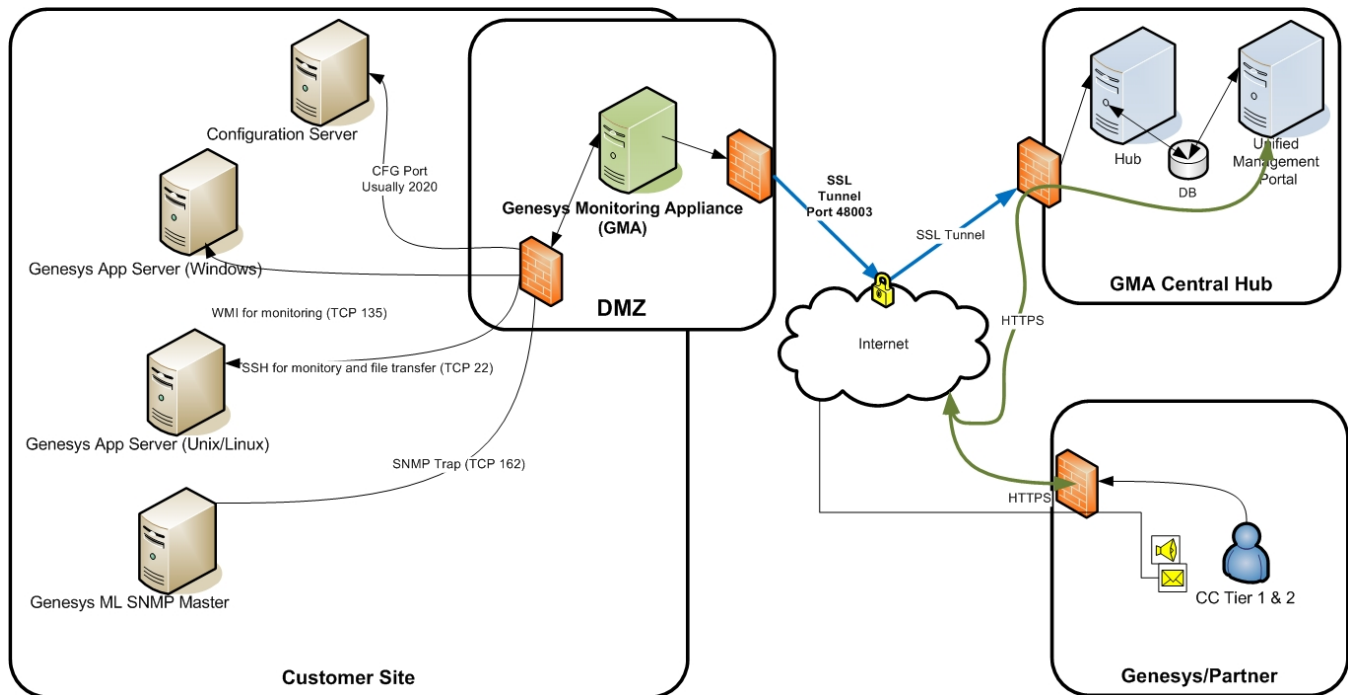 Configuration Server
CFG Port
Usually 2020
Genesys Monitoring Appliance
(GMA)
DMZ
Genesys App Server (Windows)
WMI for monitoring (TCP 135)
SSH for monitory and file transfer (TCP 22)
Genesys App Server (Unix/Linux)
SNMP Trap (TCP 162)
Genesys ML SNMP Master
Customer Site
SSL
Tunnel
Port 48003
SSL Tunnel
Internet
HTTPS
Hub
DB
Unified
Management
Portal
GMA Central Hub
HTTPS
CC Tier 1 & 2
Genesys/Partner